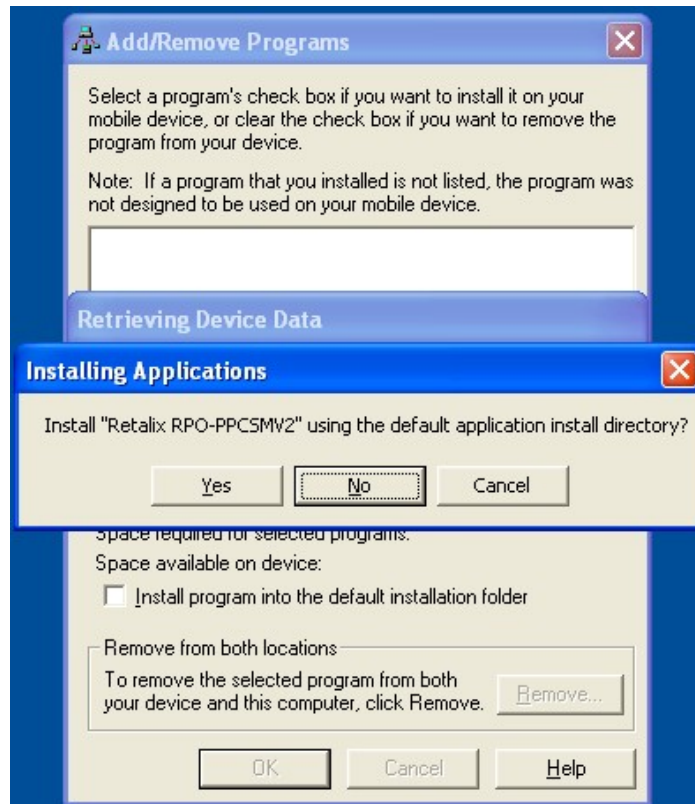 Add/Remove Programs
Select a program's check box if you want to install it on your
mobile device, or clear the check box if you want to remove the
program from your device.
Note:  If a program that you installed is not listed, the program was
not designed to be used on your mobile device.
Retrieving Device Data
Installing Applications
Install "Retalix RPO-PPCSMV2" using the default application install directory?
Yes
No
Cancel
Space required for selected programs:
Space available on device:
Install program into the default installation folder
Remove from both locations
To remove the selected program from both
your device and this computer, click Remove.
Remove...
OK
Cancel
Help